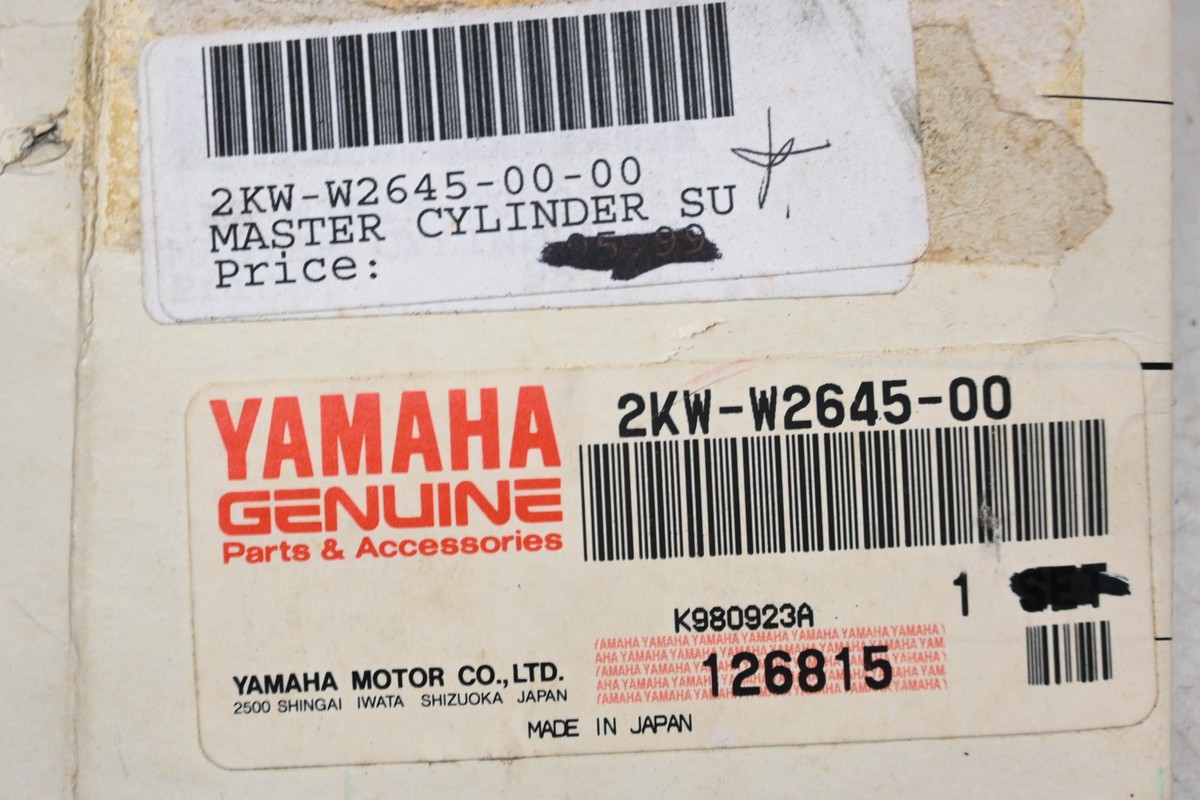 2KW-W2645-00-00
MASTER CYLINDER SU
Price:
YAMAHA
GENUINE
Parts & Accessories
2KW-W2645-00
1 SET
K980923A
126815
YAMAHA MOTOR CO., LTD.
2500 SHINGAI IWATA SHIZUOKA JAPAN
MADE IN JAPAN